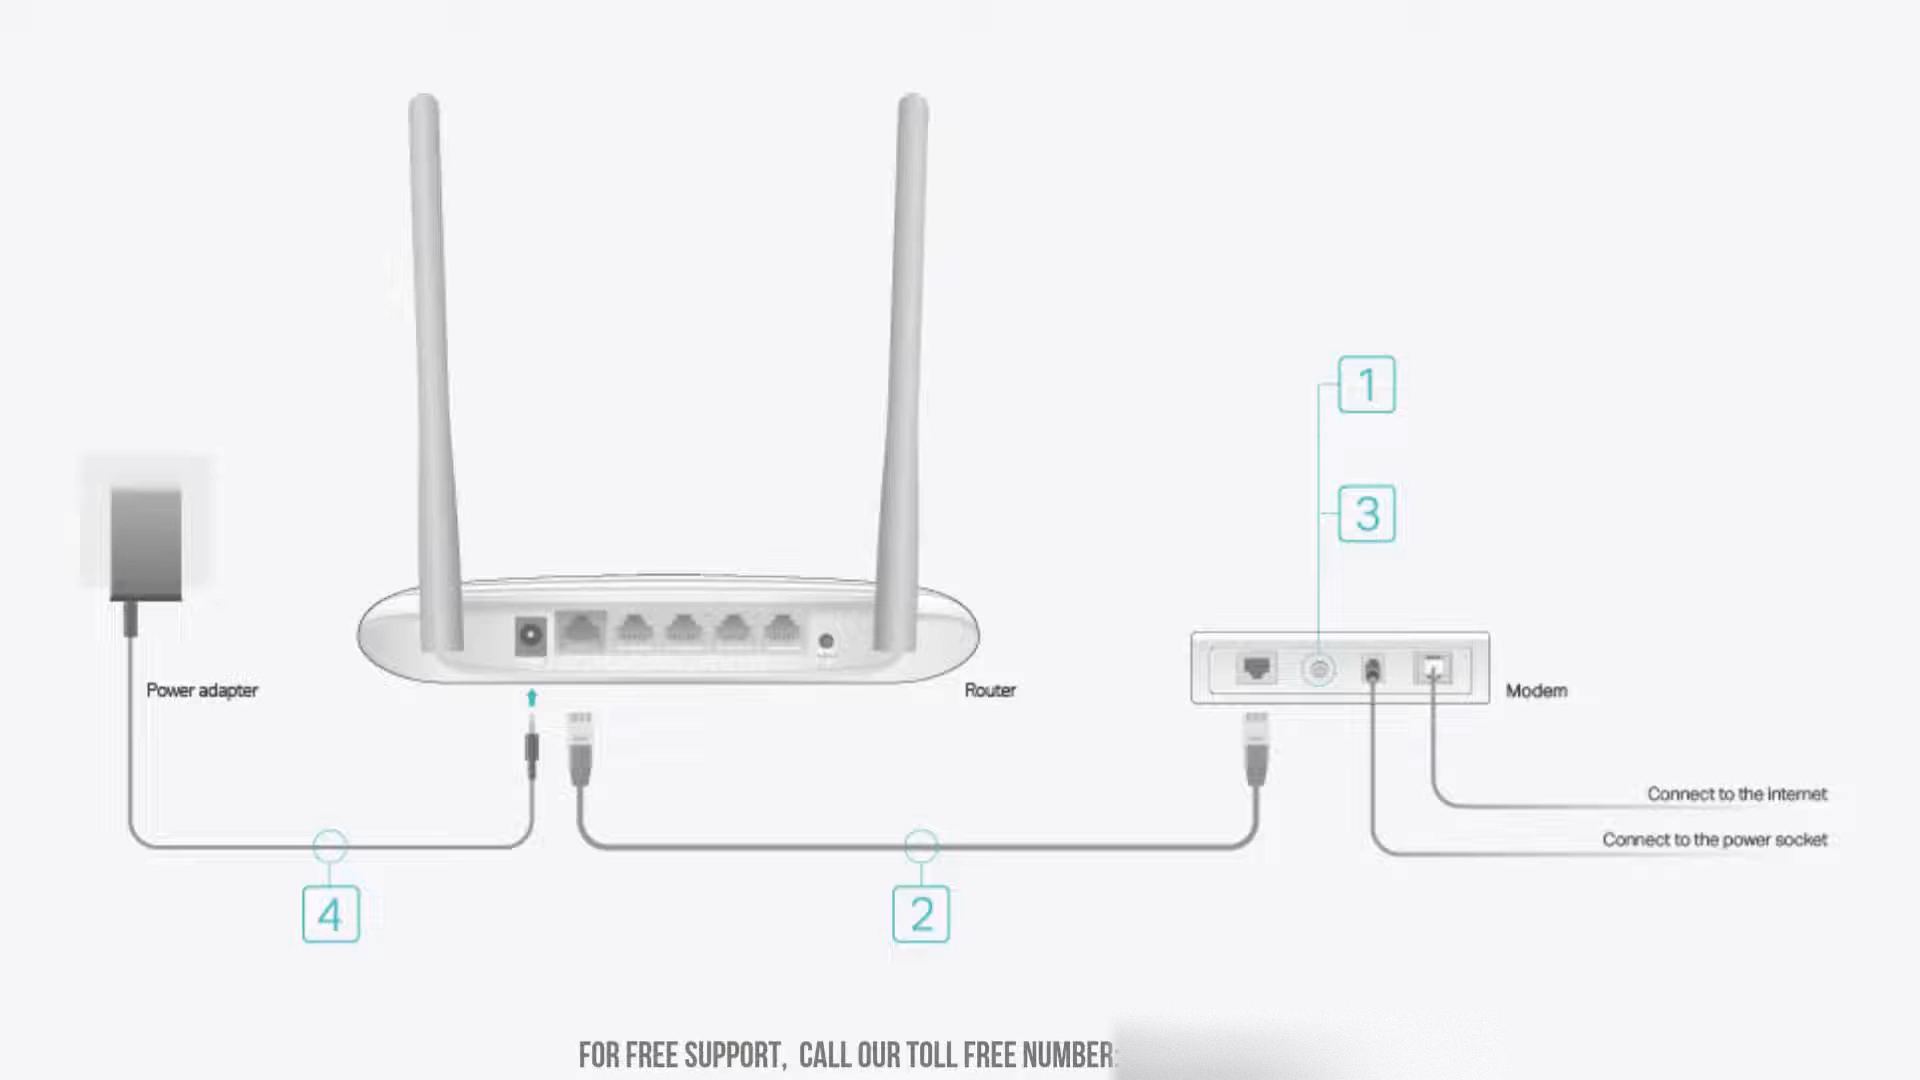 1
3
Power adapter
Router
Modem
Connect to the internet
Connect to the power socket
4
2
FOR FREE SUPPORT, CALL OUR TOLL FREE NUMBER: